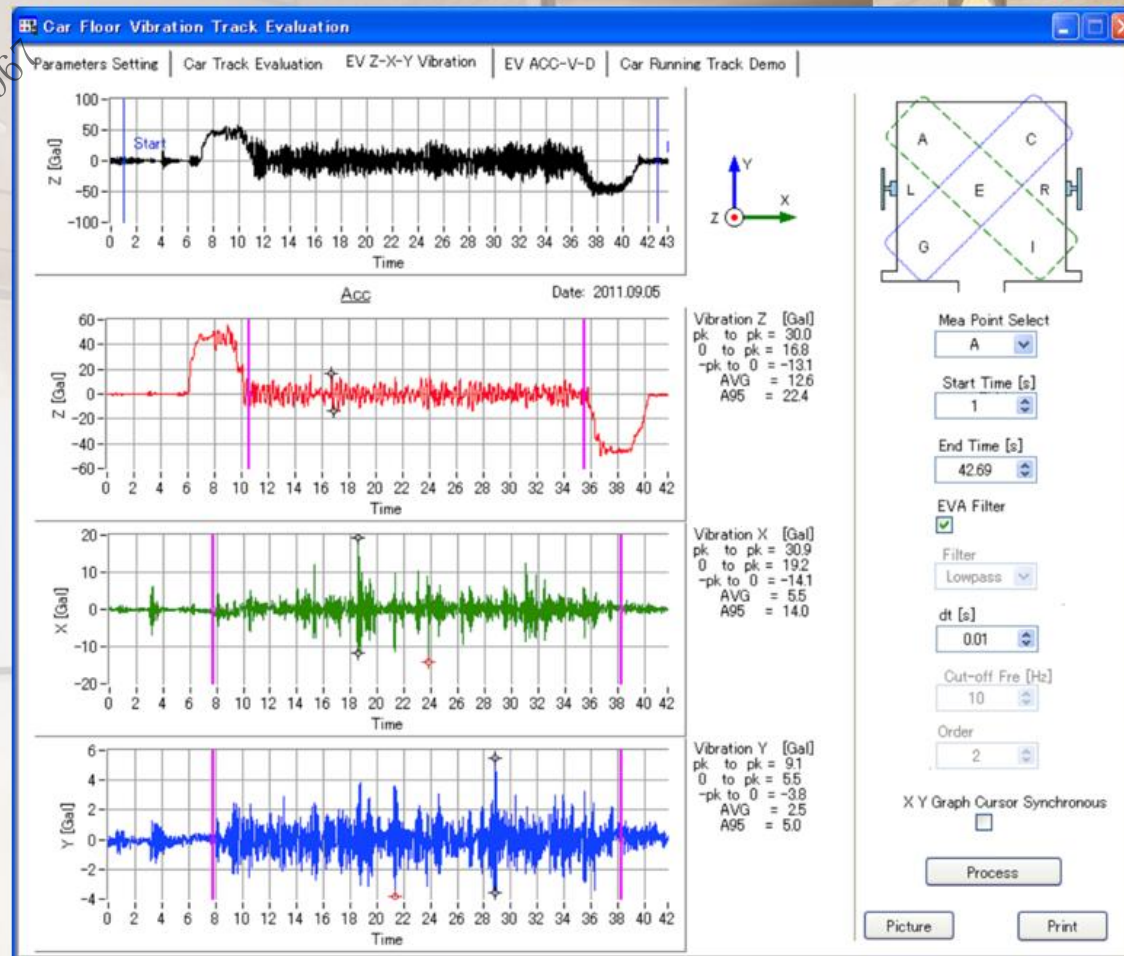 Car Floor Vibration Track Evaluation
967
Parameters Setting Car Track Evaluation EV Z-X-Y Vibration EV ACC-V-D Car Running Track Demo
100
50
0
-50
-100
Z [Gal]
Start
0 2 4 6 8 10 12 14 16 18 20 22 24 26 28 30 32 34 36 38 40 42 43
Time
Y
X
Z
A C
L E R
G I
Acc Date: 2011.09.05
60
40
20
0
-20
-40
-60
Z [Gal]
0 2 4 6 8 10 12 14 16 18 20 22 24 26 28 30 32 34 36 38 40 42
Time
Vibration Z [Gal]
pk to pk = 30.0
0 to pk = 16.8
-pk to 0 = -13.1
AVG = 12.6
A95 = 22.4
20
10
0
-10
-20
X [Gal]
0 2 4 6 8 10 12 14 16 18 20 22 24 26 28 30 32 34 36 38 40 42
Time
Vibration X [Gal]
pk to pk = 30.9
0 to pk = 19.2
-pk to 0 = -14.1
AVG = 5.5
A95 = 14.0
6
4
2
0
-2
-4
Y [Gal]
0 2 4 6 8 10 12 14 16 18 20 22 24 26 28 30 32 34 36 38 40 42
Time
Vibration Y [Gal]
pk to pk = 9.1
0 to pk = 5.5
-pk to 0 = -3.8
AVG = 2.5
A95 = 5.0
Mea Point Select
A
Start Time [s]
1
End Time [s]
42.69
EVA Filter
Filter
Lowpass
dt [s]
0.01
Cut-off Fre [Hz]
10
Order
2
X Y Graph Cursor Synchronous
Process
Picture Print